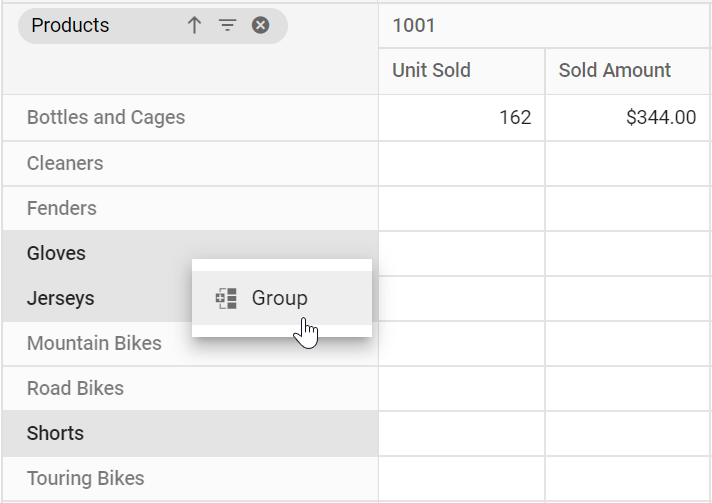 Products 1001
Unit Sold Sold Amount
Bottles and Cages 162 $344.00
Cleaners
Fenders
Gloves
Jerseys Group
Mountain Bikes
Road Bikes
Shorts
Touring Bikes